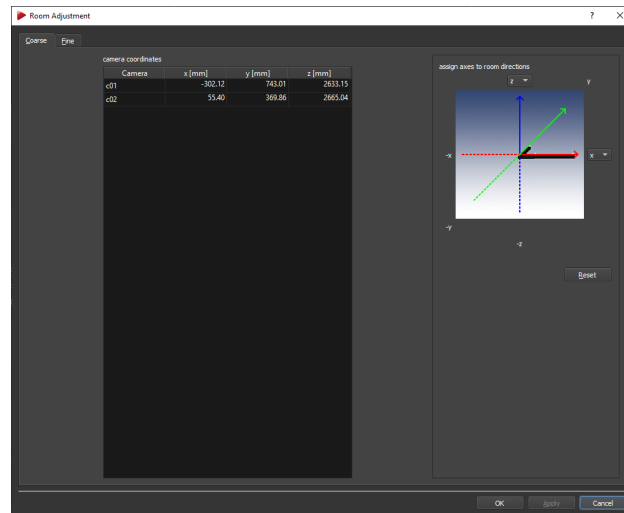 Room Adjustment
? X
Coarse Fine
camera coordinates
Camera x [mm] y [mm] z [mm]
c01 -302.12 743.01 2633.15
c02 55.40 369.86 2665.04
assign axes to room directions
z y
-x x
-y
-z
Reset
OK Apply Cancel